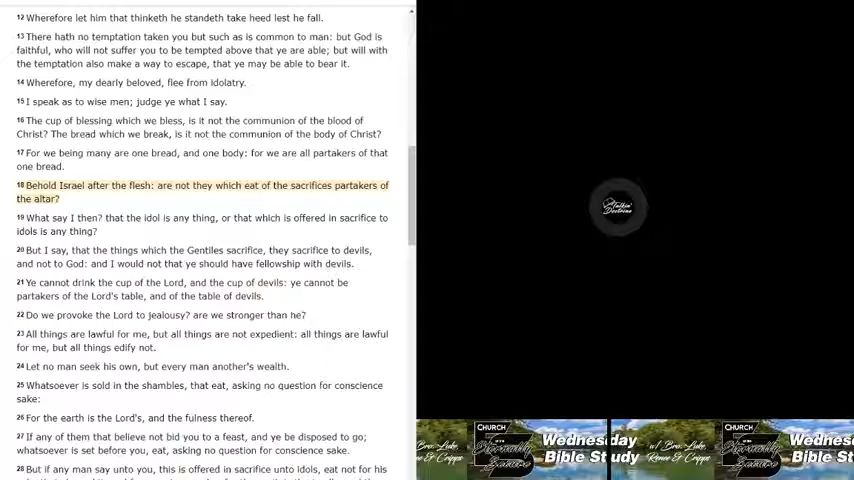 12 Wherefore let him that thinketh he standeth take heed lest he fall.
13 There hath no temptation taken you but such as is common to man: but God is
faithful, who will not suffer you to be tempted above that ye are able; but will with
the temptation also make a way to escape, that ye may be able to bear it.
14 Wherefore, my dearly beloved, flee from idolatry.
15 I speak as to wise men; judge ye what I say.
16 The cup of blessing which we bless, is it not the communion of the blood of
Christ? The bread which we break, is it not the communion of the body of Christ?
17 For we being many are one bread, and one body: for we are all partakers of that
one bread.
18 Behold Israel after the flesh: are not they which eat of the sacrifices partakers of
the altar?
19 What say I then? that the idol is any thing, or that which is offered in sacrifice to
idols is any thing?
20 But I say, that the things which the Gentiles sacrifice, they sacrifice to devils,
and not to God: and I would not that ye should have fellowship with devils.
21 Ye cannot drink the cup of the Lord, and the cup of devils: ye cannot be
partakers of the Lord's table, and of the table of devils.
22 Do we provoke the Lord to jealousy? are we stronger than he?
23 All things are lawful for me, but all things are not expedient: all things are lawful
for me, but all things edify not.
24 Let no man seek his own, but every man another's wealth.
25 Whatsoever is sold in the shambles, that eat, asking no question for conscience
sake:
26 For the earth is the Lord's, and the fulness thereof.
27 If any of them that believe not bid you to a feast, and ye be disposed to go;
whatsoever is set before you, eat, asking no question for conscience sake.
28 But if any man say unto you, this is offered in sacrifice unto idols, eat not for his
Talkin' Doctrine
Bro. Luke,
e & Cripps
CHURCH
Eternally Secure
Wednesday
Bible Study
w/ Bro. Luke,
Renee & Cripps
CHURCH
Eternally Secure
Wednes
Bible St